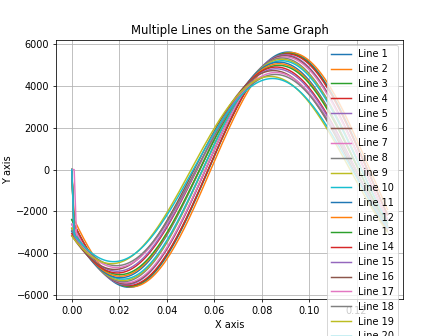 Multiple Lines on the Same Graph
6000
4000
2000
0
−2000
−4000
−6000
Y axis
0.00
0.02
0.04
0.06
0.08
0.10
X axis
Line 1
Line 2
Line 3
Line 4
Line 5
Line 6
Line 7
Line 8
Line 9
Line 10
Line 11
Line 12
Line 13
Line 14
Line 15
Line 16
Line 17
Line 18
Line 19
Line 20